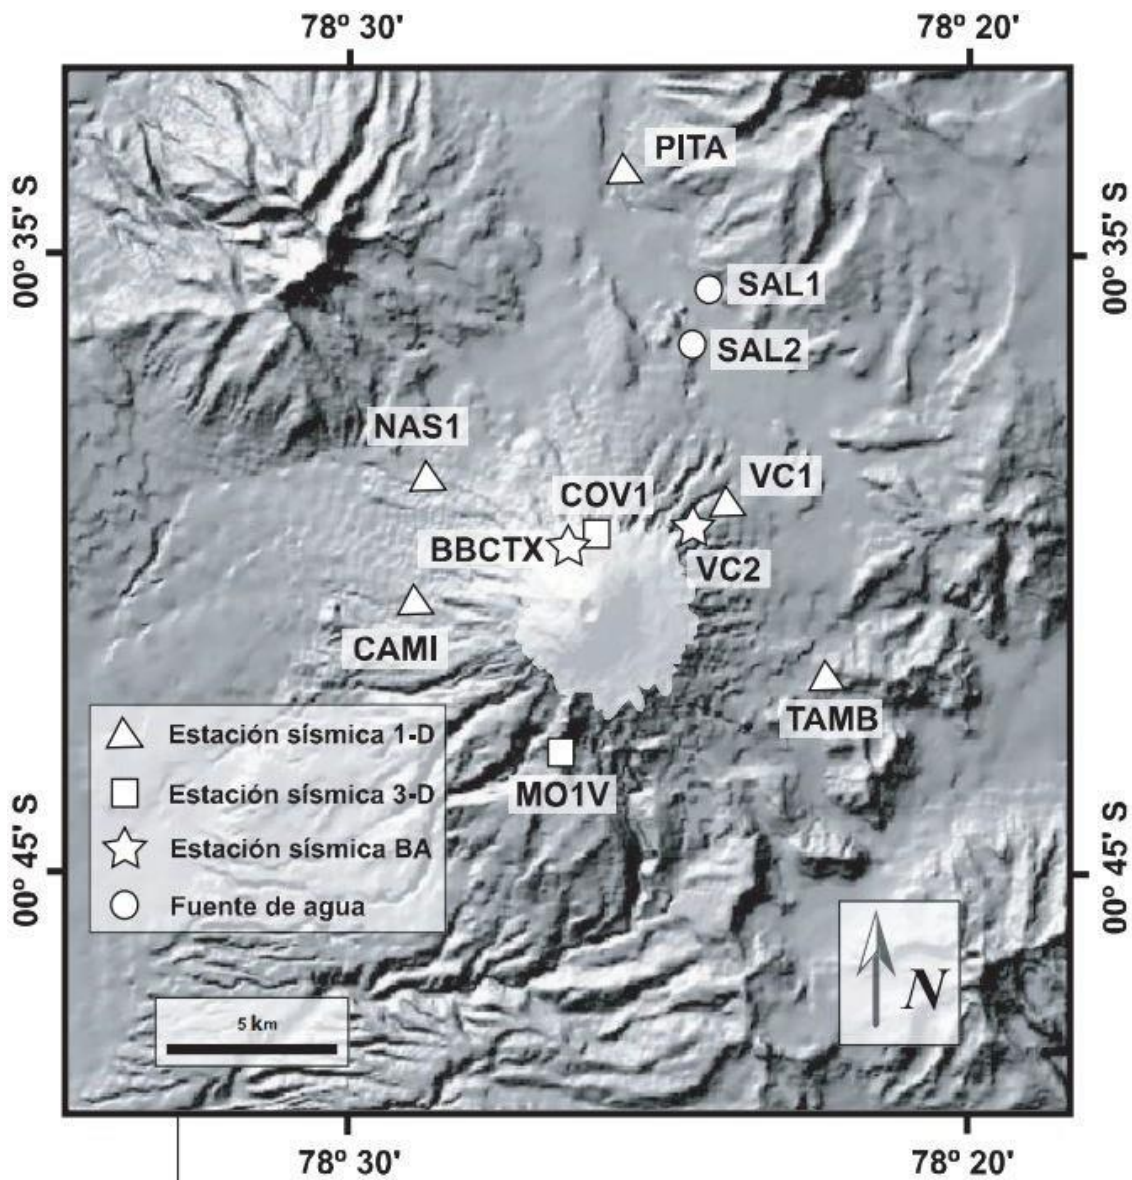 78º 30'
78º 20'
PITA
00º 35' S
00º 35' S
SAL1
SAL2
NAS1
VC1
COV1
BBCTX
VC2
CAMI
TAMB
Estación sísmica 1-D
MO1V
Estación sísmica 3-D
Estación sísmica BA
00º 45' S
00º 45' S
Fuente de agua
N
5 km
78º 30'
78º 20'